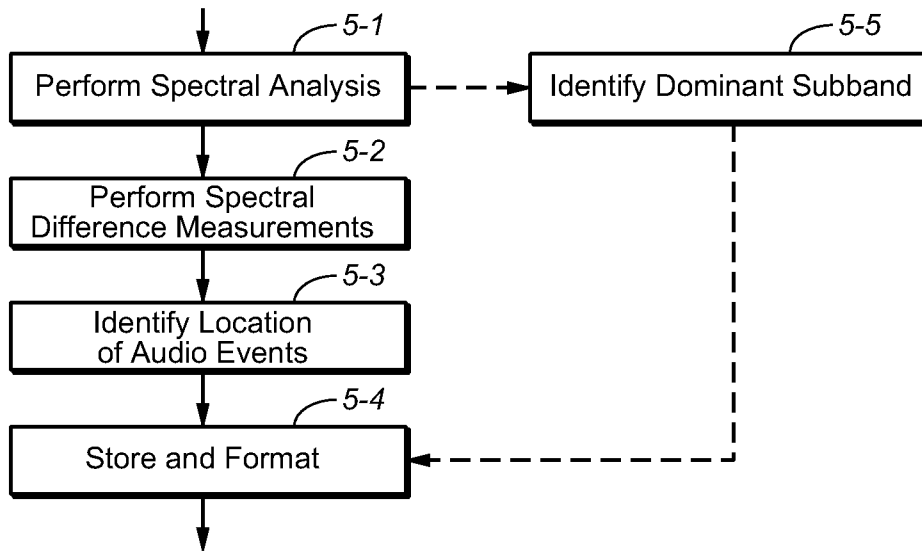 5-1
Perform Spectral Analysis
5-5
Identify Dominant Subband
5-2
Perform Spectral
Difference Measurements
5-3
Identify Location
of Audio Events
5-4
Store and Format